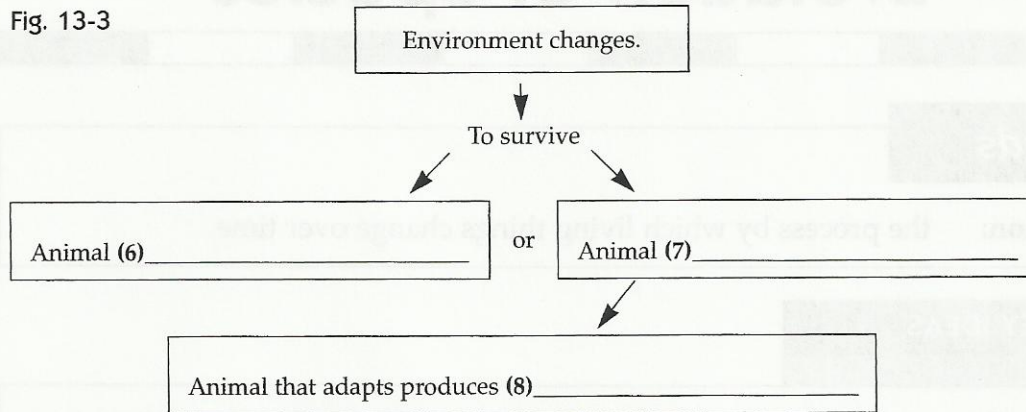 Fig. 13-3
Environment changes.
To survive
Animal (6)
or
Animal (7)
the process by which living things change over time
Animal that adapts produces (8)